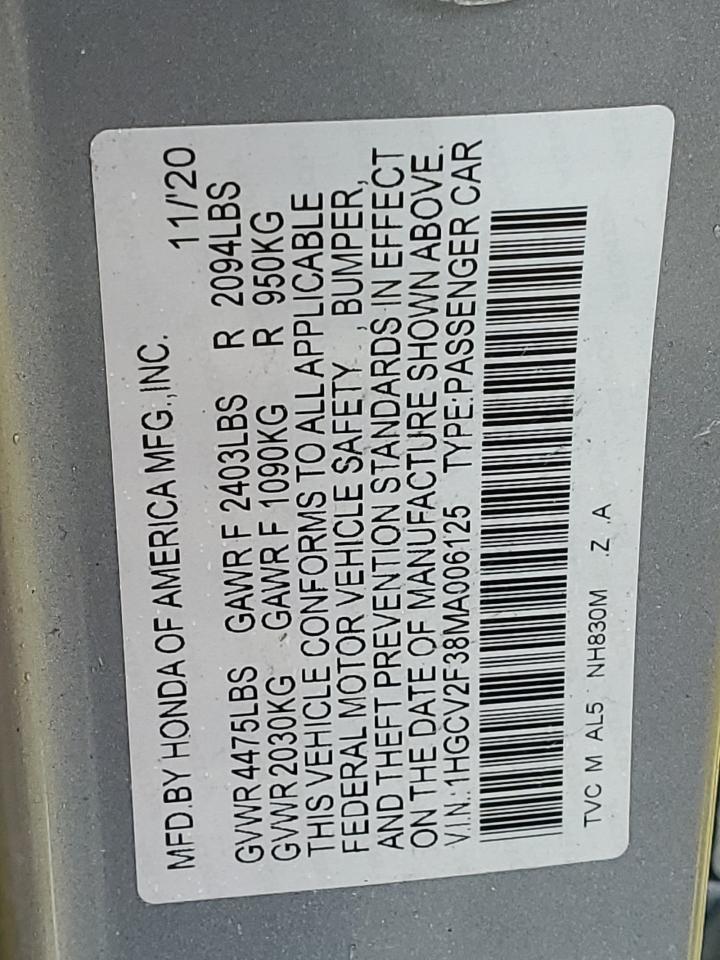 MFD.BY HONDA OF AMERICA MFG.,INC. 11/'20
GVWR 4475LBS GAWR F 2403LBS R 2094LBS
GVWR 2030KG GAWR F 1090KG R 950KG
THIS VEHICLE CONFORMS TO ALL APPLICABLE
FEDERAL MOTOR VEHICLE SAFETY , BUMPER,
AND THEFT PREVENTION STANDARDS IN EFFECT
ON THE DATE OF MANUFACTURE SHOWN ABOVE.
V.I.N.: 1HGCV2F38MA006125 TYPE:PASSENGER CAR
TVC M AL5 NH830M .Z .A